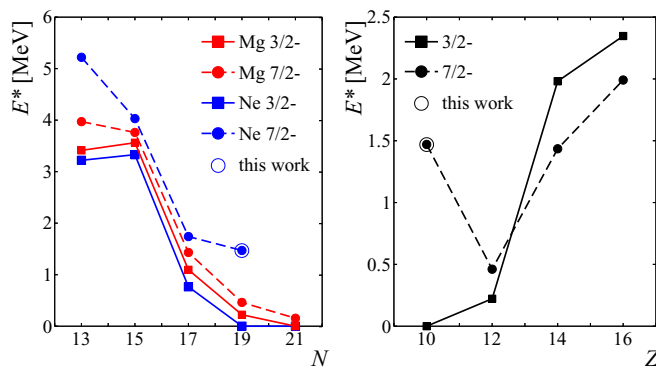 E* [MeV]
6
5
4
3
2
1
0
13 15 17 19 21
N
Mg 3/2-
Mg 7/2-
Ne 3/2-
Ne 7/2-
this work
E* [MeV]
2.5
2
1.5
1
0.5
0
10 12 14 16
Z
3/2-
7/2-
this work